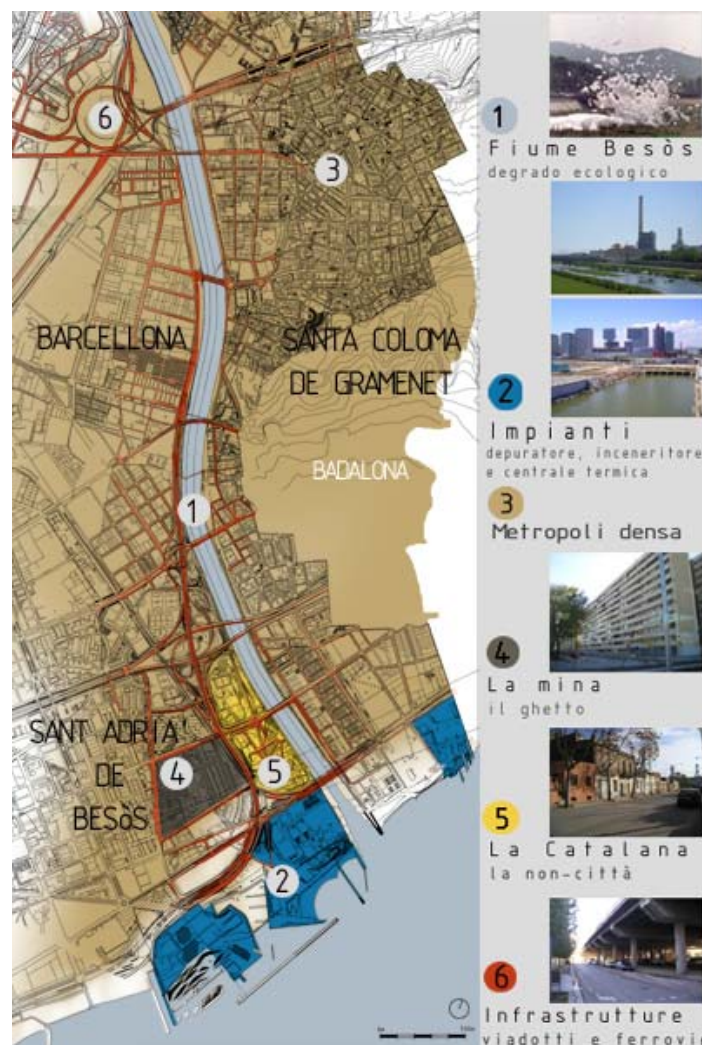 6
3
BARCELLONA
SANTA COLOMA
DE GRAMENET
BADALONA
1
SANT ADRIA'
DE
BESòS
4
5
2
1
Fiume Besòs
degrado ecologico
2
Impianti
depuratore, inceneritore
e centrale termica
3
Metropoli densa
4
La mina
il ghetto
5
La Catalana
la non-città
6
Infrastrutture
viadotti e ferrovie